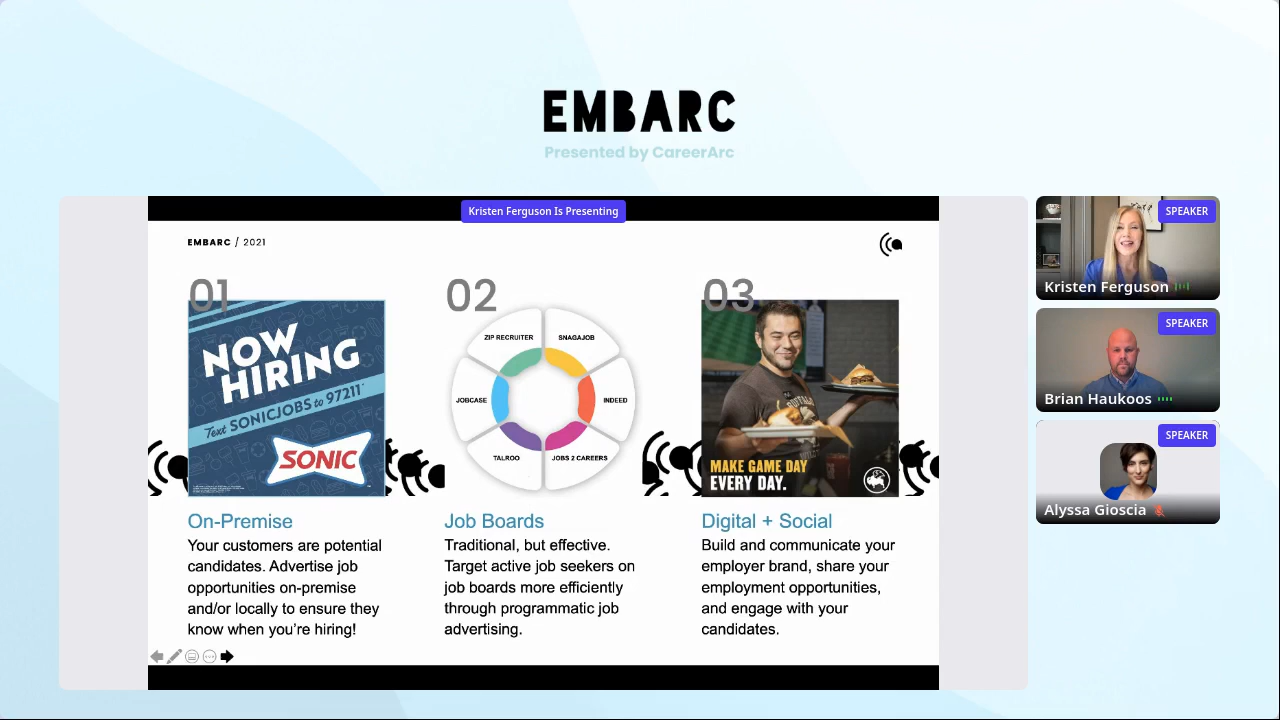 EMBARC
Presented by CareerArc
Kristen Ferguson Is Presenting
EMBARC / 2021
01
NOW
HIRING
Text SONICJOBS to 97211*
SONIC
On-Premise
Your customers are potential
candidates. Advertise job
opportunities on-premise
and/or locally to ensure they
know when you're hiring!
02
ZIP RECRUITER
SNAGAJOB
JOBCASE
INDEED
TALROO
JOBS 2 CAREERS
Job Boards
Traditional, but effective.
Target active job seekers on
job boards more efficiently
through programmatic job
advertising.
03
MAKE GAME DAY
EVERY DAY.
Digital + Social
Build and communicate your
employer brand, share your
employment opportunities,
and engage with your
candidates.
SPEAKER
Kristen Ferguson
SPEAKER
Brian Haukoos
SPEAKER
Alyssa Gioscia